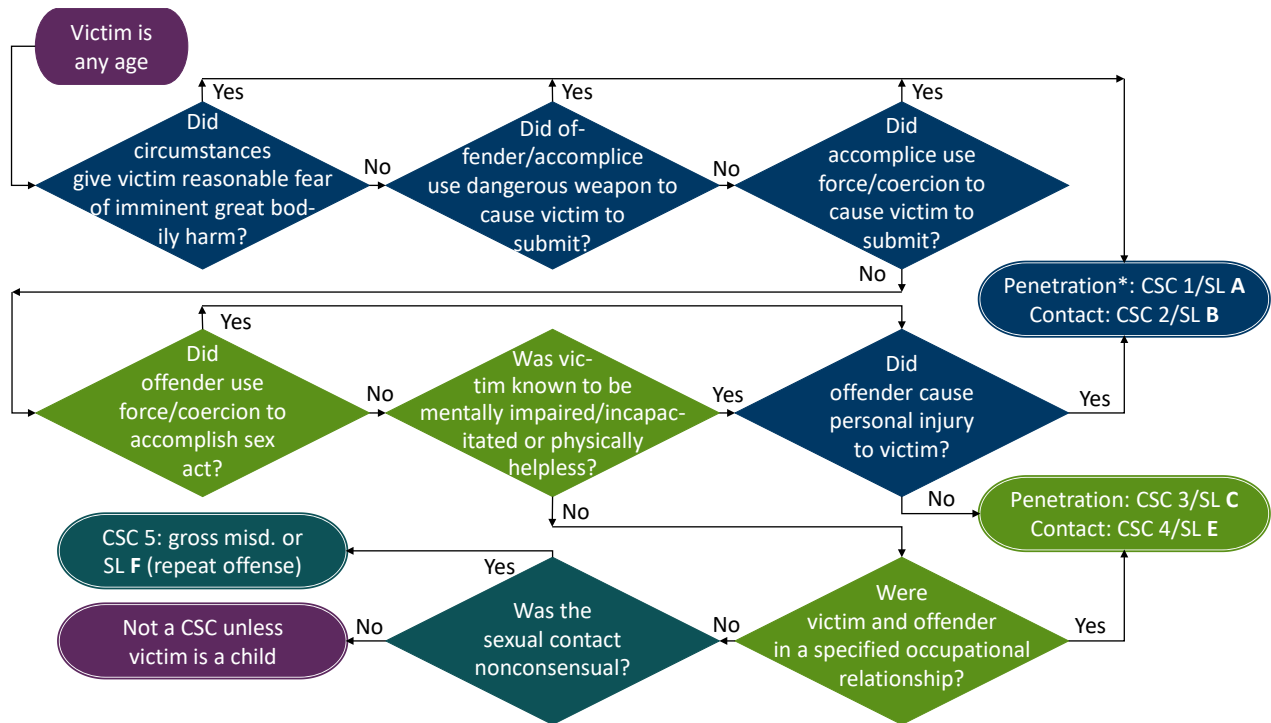 Victim is
any age
Yes
Yes
Yes
Did
circumstances
give victim reasonable fear
of imminent great bod-
ily harm?
No
Did of-
fender/accomplice
use dangerous weapon to
cause victim to
submit?
No
Did
accomplice use
force/coercion to
cause victim to
submit?
No
Penetration*: CSC 1/SL A
Contact: CSC 2/SL B
Yes
Did
offender use
force/coercion to
accomplish sex
act?
No
Was vic-
tim known to be
mentally impaired/incapac-
itated or physically
helpless?
Yes
Did
offender cause
personal injury
to victim?
Yes
No
No
Penetration: CSC 3/SL C
Contact: CSC 4/SL E
CSC 5: gross misd. or
SL F (repeat offense)
Yes
Were
victim and offender
in a specified occupational
relationship?
Yes
No
Was the
sexual contact
nonconsensual?
No
Not a CSC unless
victim is a child